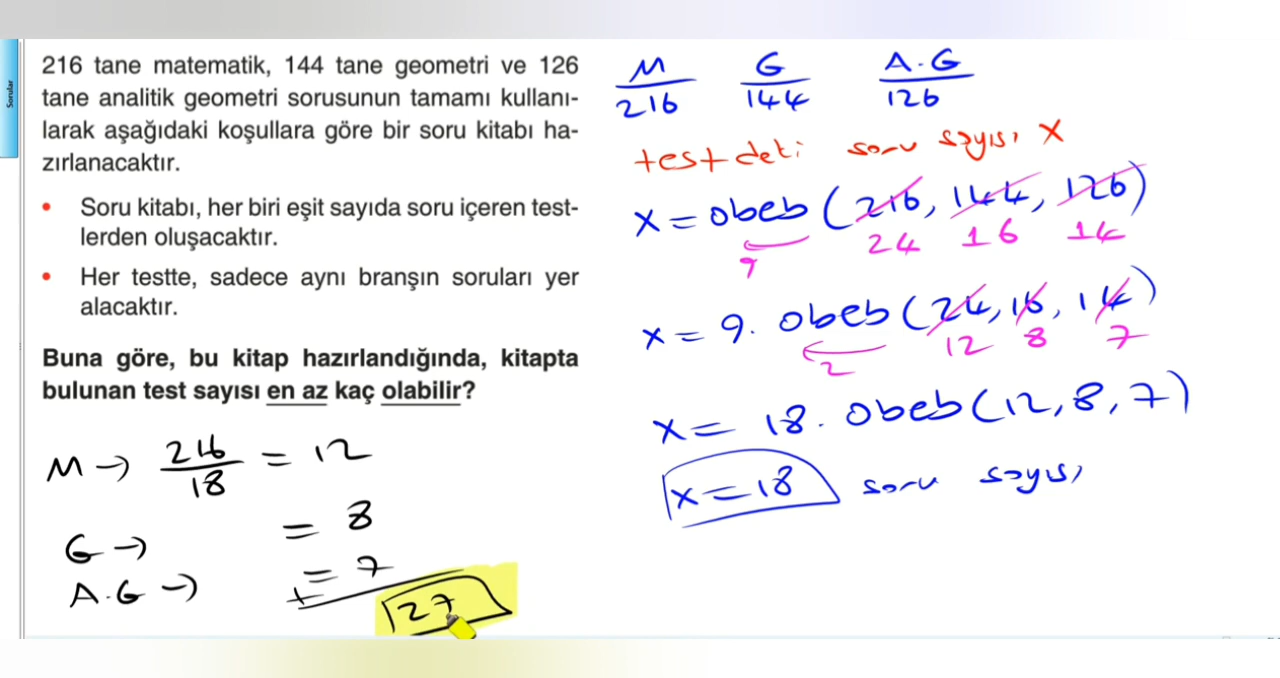 Sorular
216 tane matematik, 144 tane geometri ve 126
tane analitik geometri sorusunun tamamı kullanı-
larak aşağıdaki koşullara göre bir soru kitabı ha-
zırlanacaktır.
• Soru kitabı, her biri eşit sayıda soru içeren test-
lerden oluşacaktır.
• Her testte, sadece aynı branşın soruları yer
alacaktır.
Buna göre, bu kitap hazırlandığında, kitapta
bulunan test sayısı en az kaç olabilir?
M → 216/18 = 12
G → = 8
A.G → = 7
+
27
M G A.G
216 144 126
testdeki soru sayısı x
x = obeb (216, 144, 126)
9 24 16 14
x = 9. obeb (24, 16, 14)
2 12 8 7
x = 18. obeb (12, 8, 7)
x = 18 soru sayısı